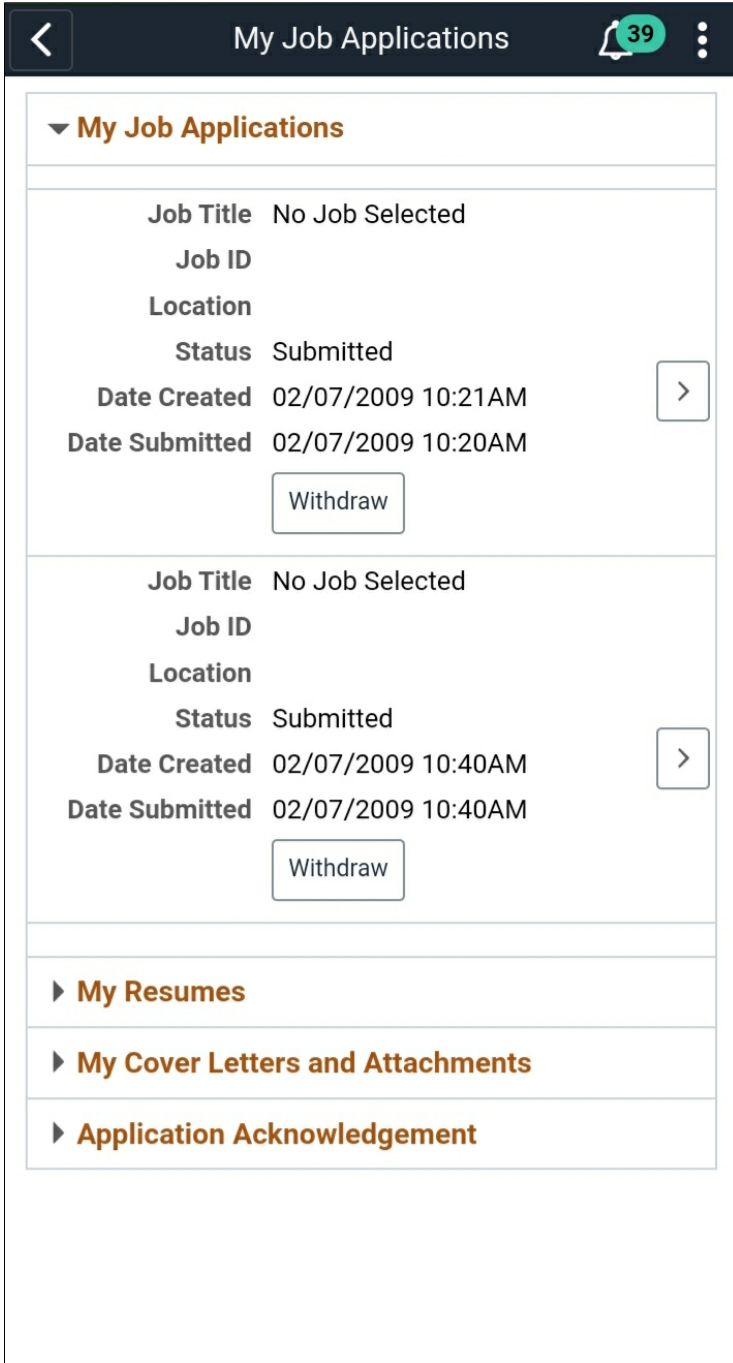 My Job Applications
39
My Job Applications
Job Title No Job Selected
Job ID
Location
Status Submitted
Date Created 02/07/2009 10:21AM
Date Submitted 02/07/2009 10:20AM
Withdraw
Job Title No Job Selected
Job ID
Location
Status Submitted
Date Created 02/07/2009 10:40AM
Date Submitted 02/07/2009 10:40AM
Withdraw
My Resumes
My Cover Letters and Attachments
Application Acknowledgement